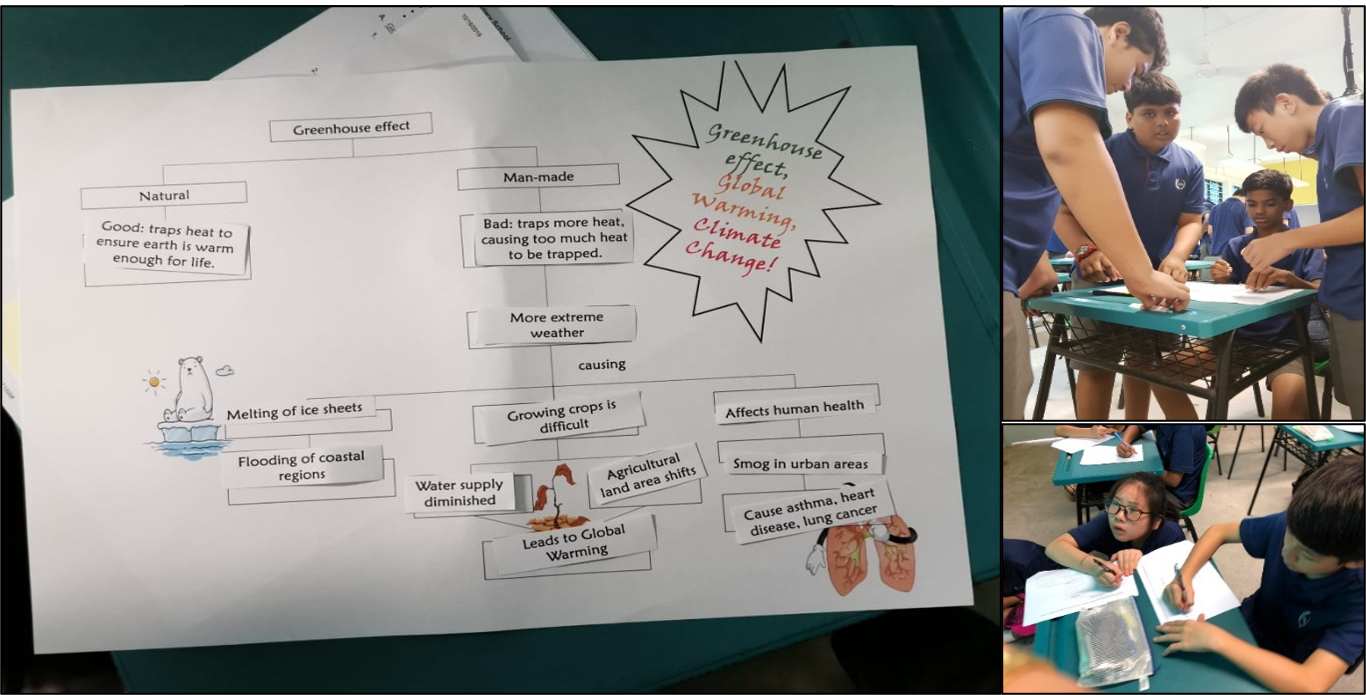 10/15/2019
Greenhouse effect
Natural
Good: traps heat to
ensure earth is warm
enough for life.
Man-made
Bad: traps more heat,
causing too much heat
to be trapped.
More extreme
weather
causing
Greenhouse
effect,
Global
Warming,
Climate
Change!
Melting of ice sheets
Flooding of coastal
regions
Growing crops is
difficult
Water supply
diminished
Agricultural
land area shifts
Leads to Global
Warming
Affects human health
Smog in urban areas
Cause asthma, heart
disease, lung cancer